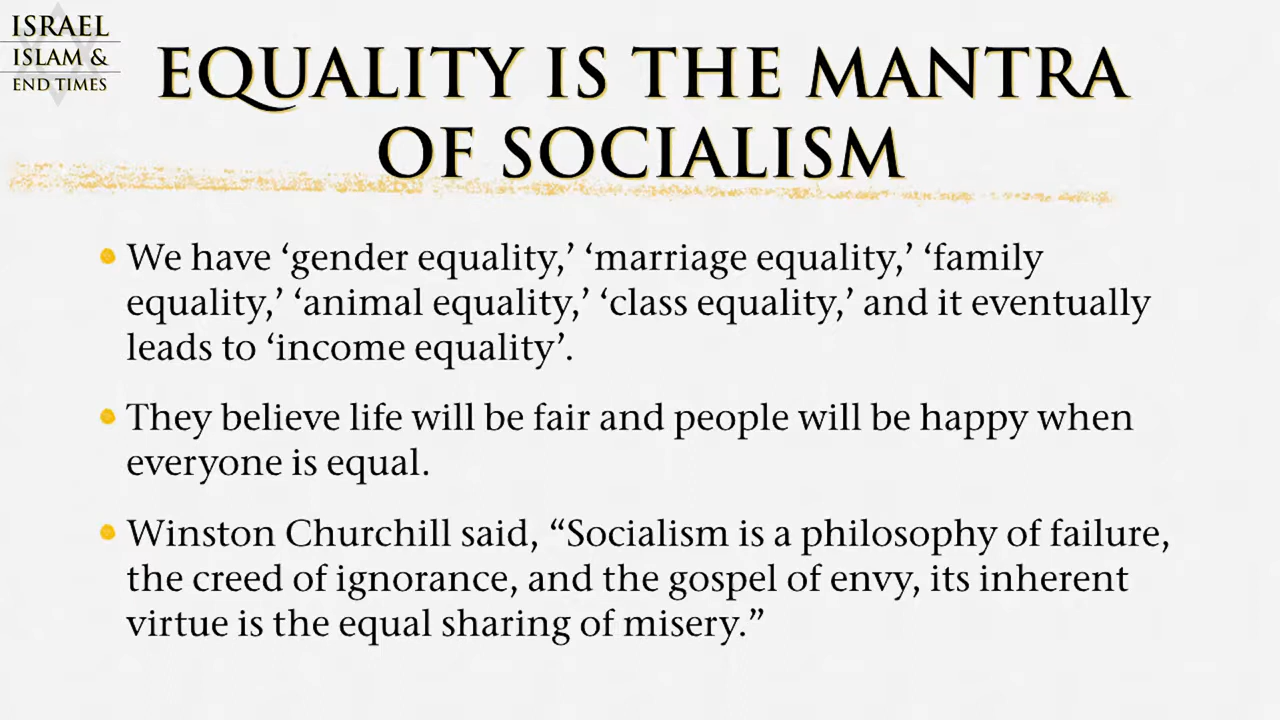 ISRAEL
ISLAM &
END TIMES
EQUALITY IS THE MANTRA
OF SOCIALISM
• We have ‘gender equality,’ ‘marriage equality,’ ‘family
equality,’ ‘animal equality,’ ‘class equality,’ and it eventually
leads to ‘income equality’.
• They believe life will be fair and people will be happy when
everyone is equal.
• Winston Churchill said, “Socialism is a philosophy of failure,
the creed of ignorance, and the gospel of envy, its inherent
virtue is the equal sharing of misery.”